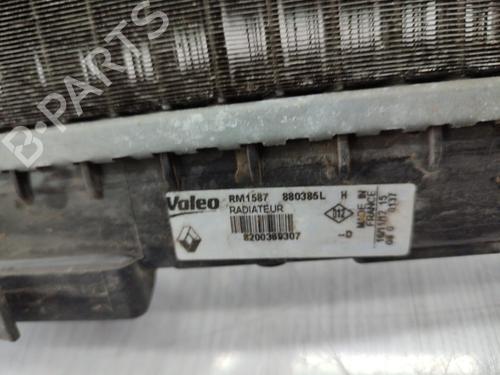 B-PARTS
Valeo RM1587 880385L H
RADIATEUR
8200369307
MADE IN
FRANCE